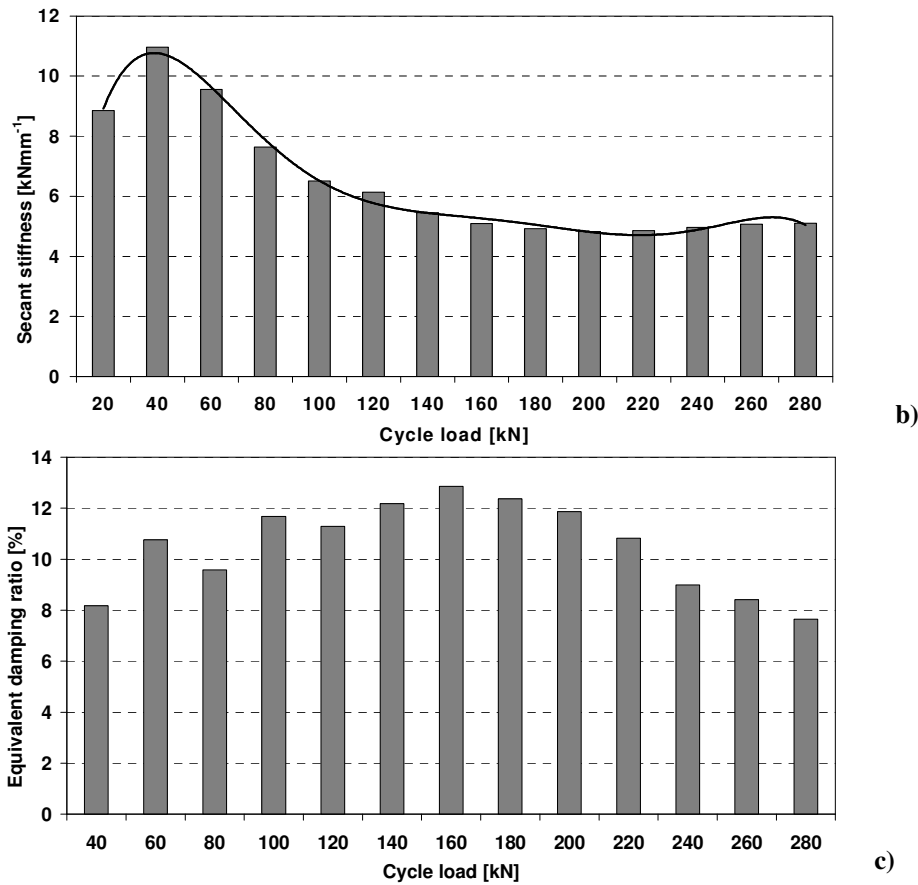 12
10
8
6
4
2
0
Secant stiffness [kNmm⁻¹]
20 40 60 80 100 120 140 160 180 200 220 240 260 280
Cycle load [kN]
b)
14
12
10
8
6
4
2
0
Equivalent damping ratio [%]
40 60 80 100 120 140 160 180 200 220 240 260 280
Cycle load [kN]
c)